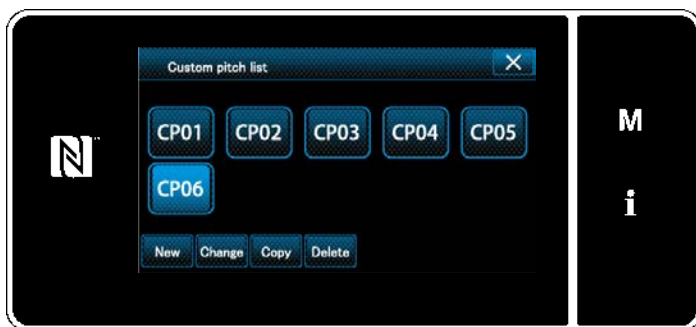 Custom pitch list
CP01 CP02 CP03 CP04 CP05
CP06
New Change Copy Delete
N
M
i